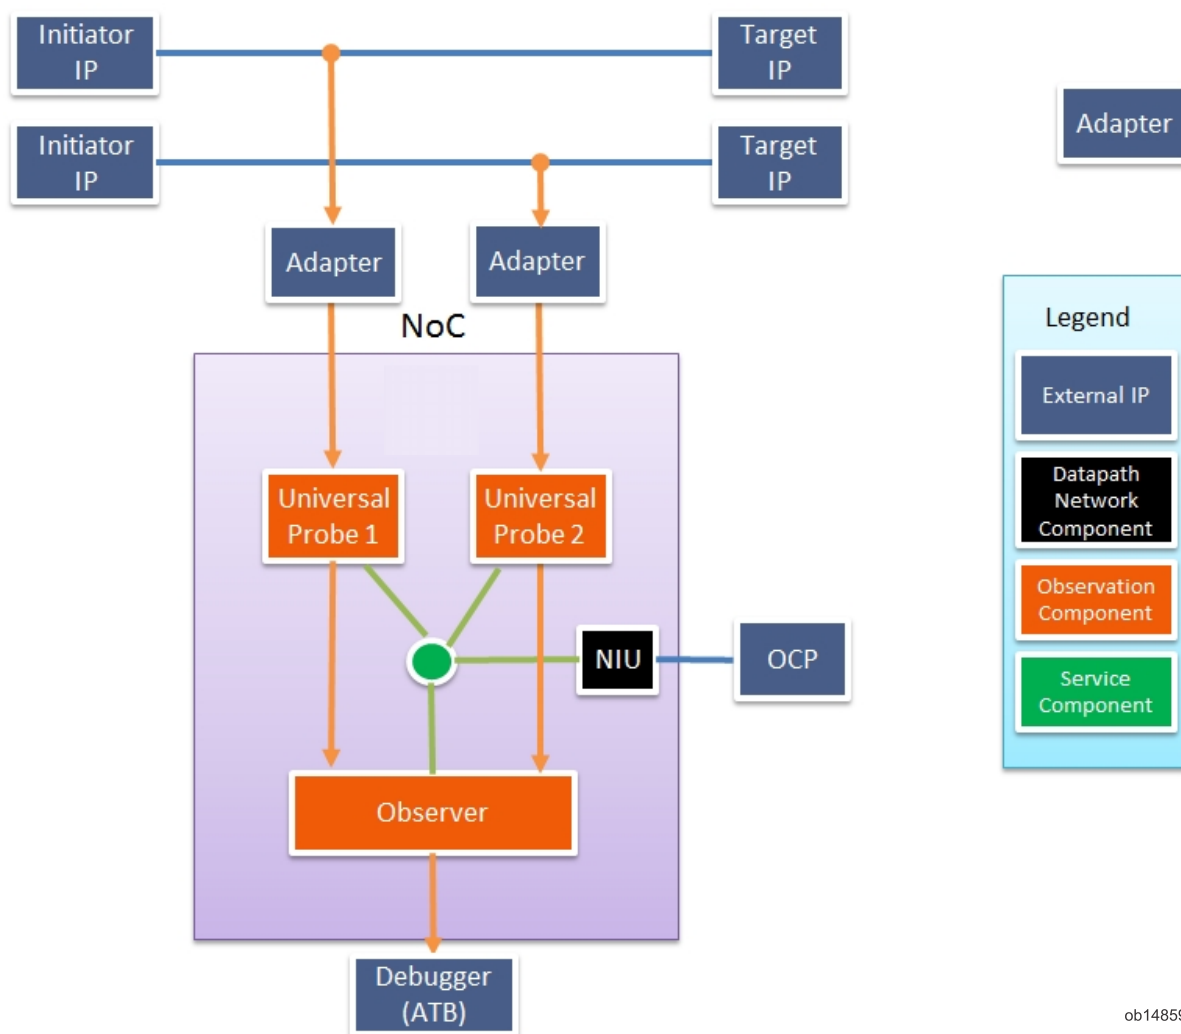 Initiator
IP
Target
IP
Initiator
IP
Target
IP
Adapter
Adapter
Adapter
NoC
Legend
External IP
Datapath
Network
Component
Observation
Component
Service
Component
Universal
Probe 1
Universal
Probe 2
NIU
OCP
Observer
Debugger
(ATB)
ob14859